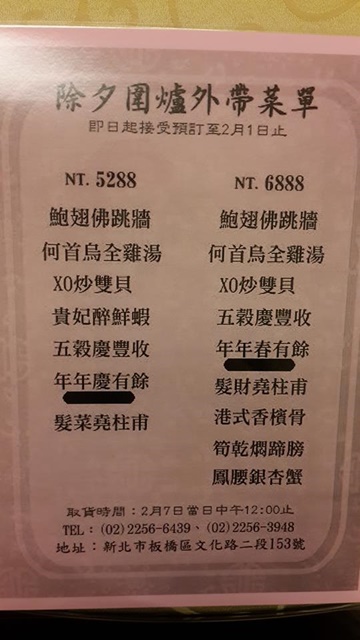 除夕圍爐外帶菜單
即日起接受預訂至2月1日止
NT. 5288
鮑翅佛跳牆
何首烏全雞湯
XO炒雙貝
貴妃醉鮮蝦
五穀慶豐收
年年慶有餘
髮菜堯柱甫
NT. 6888
鮑翅佛跳牆
何首烏全雞湯
XO炒雙貝
五穀慶豐收
年年春有餘
髮財堯柱甫
港式香檳骨
筍乾燜蹄膀
鳳腰銀杏蟹
取貨時間：2月7日當日中午12:00止
TEL：(02)2256-6439、(02)2256-3948
地址：新北市板橋區文化路二段153號